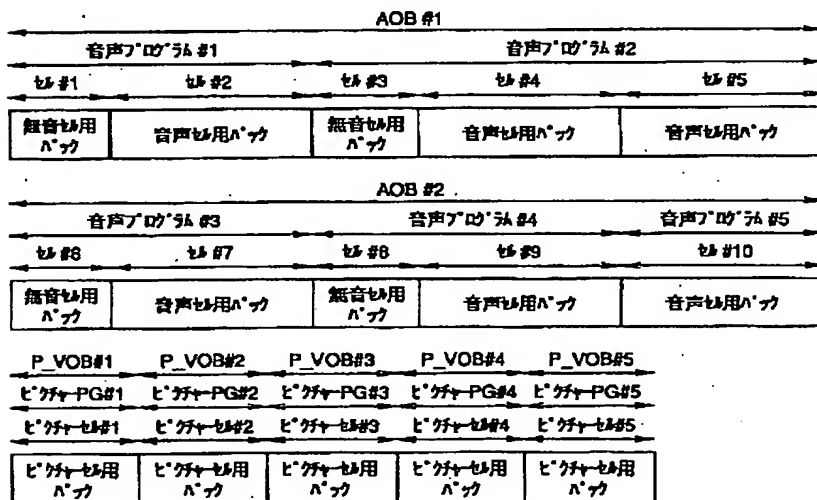 AOB #1
音声ﾌﾟﾛｸﾞﾗﾑ #1 音声ﾌﾟﾛｸﾞﾗﾑ #2
ｾﾙ #1 ｾﾙ #2 ｾﾙ #3 ｾﾙ #4 ｾﾙ #5
無音ｾﾙ用 ﾊﾟｯｸ 音声ｾﾙ用ﾊﾟｯｸ 無音ｾﾙ用 ﾊﾟｯｸ 音声ｾﾙ用ﾊﾟｯｸ 音声ｾﾙ用ﾊﾟｯｸ
AOB #2
音声ﾌﾟﾛｸﾞﾗﾑ #3 音声ﾌﾟﾛｸﾞﾗﾑ #4 音声ﾌﾟﾛｸﾞﾗﾑ #5
ｾﾙ #6 ｾﾙ #7 ｾﾙ #8 ｾﾙ #9 ｾﾙ #10
無音ｾﾙ用 ﾊﾟｯｸ 音声ｾﾙ用ﾊﾟｯｸ 無音ｾﾙ用 ﾊﾟｯｸ 音声ｾﾙ用ﾊﾟｯｸ 音声ｾﾙ用ﾊﾟｯｸ
P_VOB#1 P_VOB#2 P_VOB#3 P_VOB#4 P_VOB#5
ﾋﾟｸﾁｬｰPG#1 ﾋﾟｸﾁｬｰPG#2 ﾋﾟｸﾁｬｰPG#3 ﾋﾟｸﾁｬｰPG#4 ﾋﾟｸﾁｬｰPG#5
ﾋﾟｸﾁｬｰｾﾙ#1 ﾋﾟｸﾁｬｰｾﾙ#2 ﾋﾟｸﾁｬｰｾﾙ#3 ﾋﾟｸﾁｬｰｾﾙ#4 ﾋﾟｸﾁｬｰｾﾙ#5
ﾋﾟｸﾁｬｰｾﾙ用 ﾋﾟｸﾁｬｰｾﾙ用 ﾋﾟｸﾁｬｰｾﾙ用 ﾋﾟｸﾁｬｰｾﾙ用 ﾋﾟｸﾁｬｰｾﾙ用
ﾊﾟｯｸ ﾊﾟｯｸ ﾊﾟｯｸ ﾊﾟｯｸ ﾊﾟｯｸ